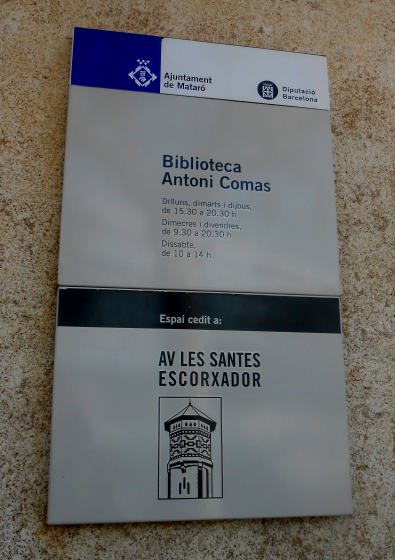 Ajuntament
de Mataró
Diputació
Barcelona
Biblioteca
Antoni Comas
Dilluns, dimarts i dijous,
de 15.30 a 20.30 h
Dimecres i divendres,
de 9.30 a 20.30 h
Dissabte,
de 10 a 14 h
Espai cedit a:
AV LES SANTES
ESCORXADOR